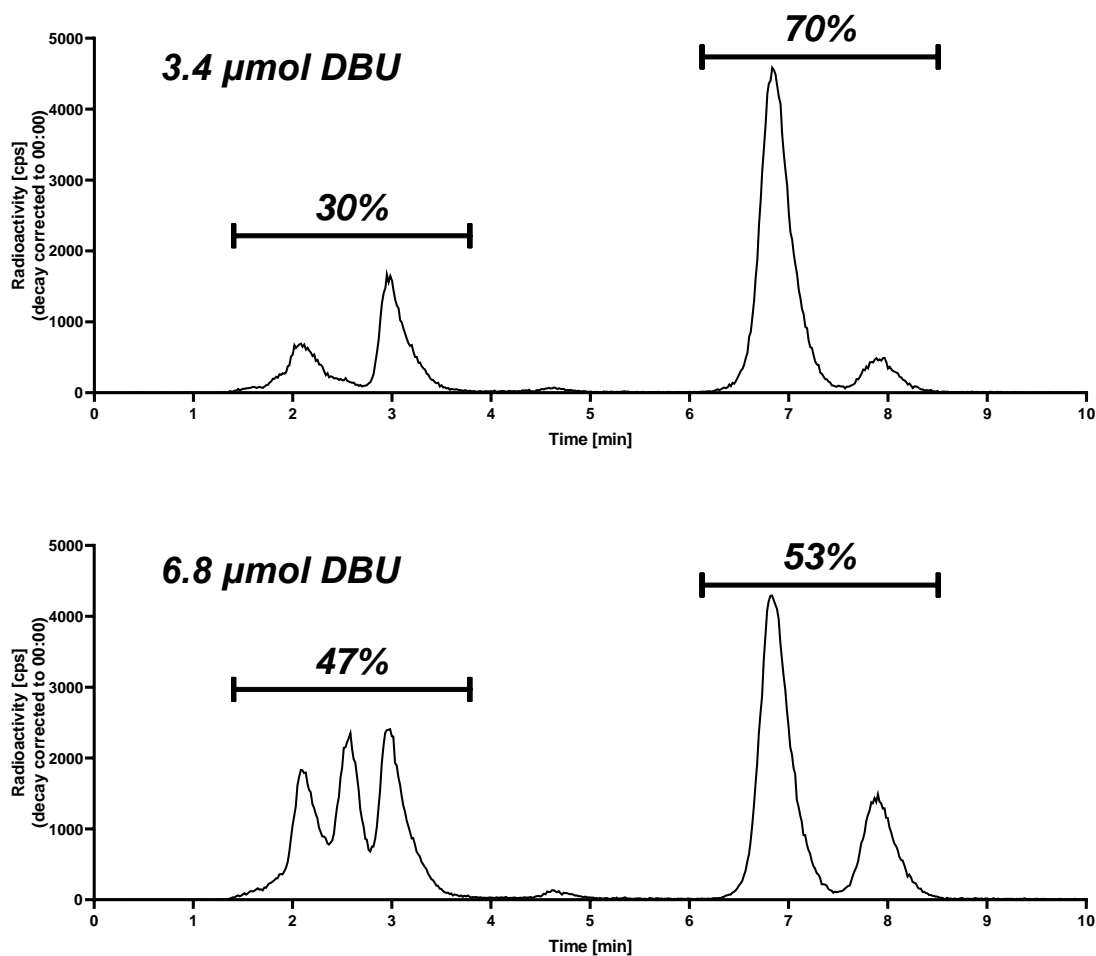 70%
3.4 µmol DBU
30%
Radioactivity [cps]
(decay corrected to 00:00)
5000
4000
3000
2000
1000
0
0 1 2 3 4 5 6 7 8 9 10
Time [min]
53%
6.8 µmol DBU
47%
Radioactivity [cps]
(decay corrected to 00:00)
5000
4000
3000
2000
1000
0
0 1 2 3 4 5 6 7 8 9 10
Time [min]